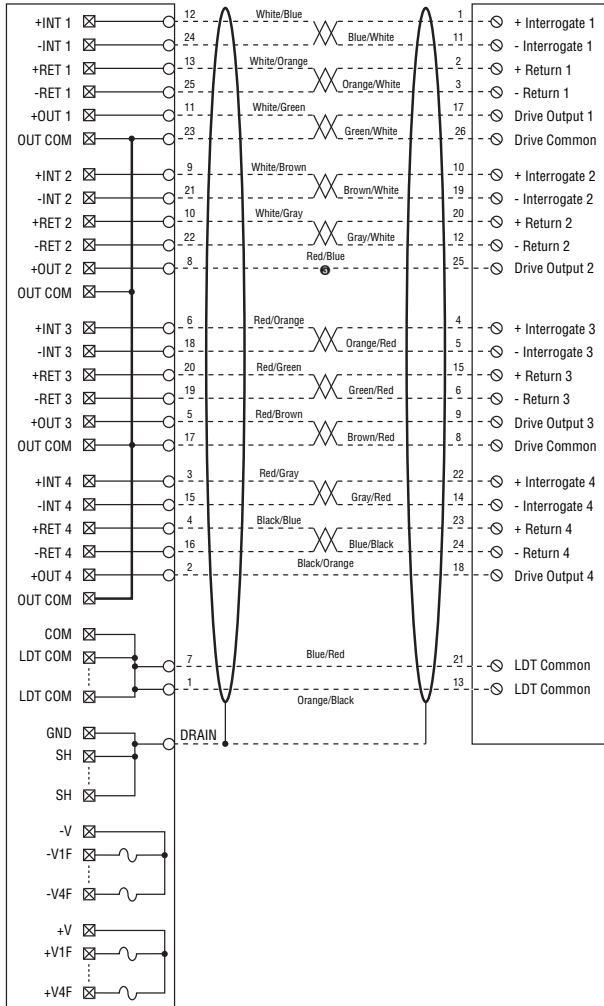 +INT 1 12 White/Blue 1 + Interrogate 1
-INT 1 24 Blue/White 11 - Interrogate 1
+RET 1 13 White/Orange 2 + Return 1
-RET 1 25 Orange/White 3 - Return 1
+OUT 1 11 White/Green 17 Drive Output 1
OUT COM 23 Green/White 26 Drive Common
+INT 2 9 White/Brown 10 + Interrogate 2
-INT 2 21 Brown/White 19 - Interrogate 2
+RET 2 10 White/Gray 20 + Return 2
-RET 2 22 Gray/White 12 - Return 2
+OUT 2 8 Red/Blue 25 Drive Output 2
OUT COM
+INT 3 6 Red/Orange 4 + Interrogate 3
-INT 3 18 Orange/Red 5 - Interrogate 3
+RET 3 20 Red/Green 15 + Return 3
-RET 3 19 Green/Red 6 - Return 3
+OUT 3 5 Red/Brown 9 Drive Output 3
OUT COM 17 Brown/Red 8 Drive Common
+INT 4 3 Red/Gray 22 + Interrogate 4
-INT 4 15 Gray/Red 14 - Interrogate 4
+RET 4 4 Black/Blue 23 + Return 4
-RET 4 16 Blue/Black 24 - Return 4
+OUT 4 2 Black/Orange 18 Drive Output 4
OUT COM
COM
LDT COM 7 Blue/Red 21 LDT Common
LDT COM 1 Orange/Black 13 LDT Common
GND DRAIN
SH
SH
-V
-V1F
-V4F
+V
+V1F
+V4F